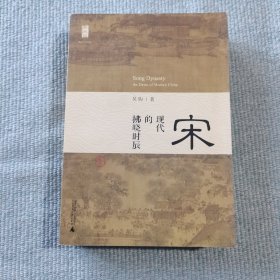 Song Dynasty
the Dawn of Modern China
吴钩 | 著
宋
现代
的
拂晓时辰